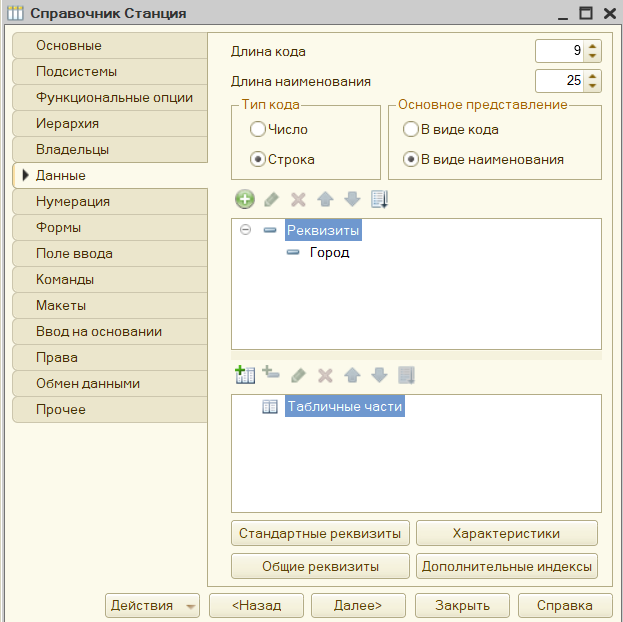 Справочник Станция
Основные
Подсистемы
Функциональные опции
Иерархия
Владельцы
Данные
Нумерация
Формы
Поле ввода
Команды
Макеты
Ввод на основании
Права
Обмен данными
Прочее
Длина кода 9
Длина наименования 25
Тип кода
Число
Строка
Основное представление
В виде кода
В виде наименования
Реквизиты
Город
Табличные части
Стандартные реквизиты Характеристики
Общие реквизиты Дополнительные индексы
Действия <Назад Далее> Закрыть Справка